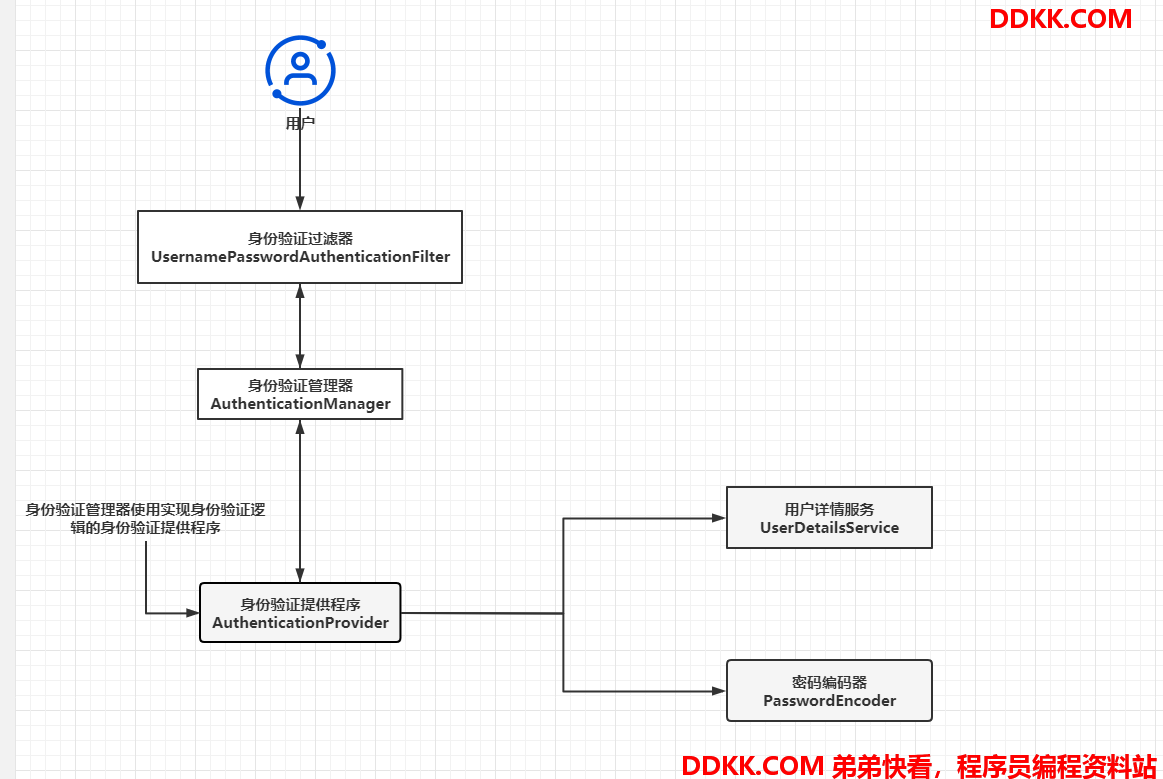 DDKK.COM
用户
身份验证过滤器
UsernamePasswordAuthenticationFilter
身份验证管理器
AuthenticationManager
身份验证管理器使用实现身份验证逻
辑的身份验证提供程序
用户详情服务
UserDetailsService
身份验证提供程序
AuthenticationProvider
密码编码器
PasswordEncoder
DDKK.COM 弟弟快看，程序员编程资料站